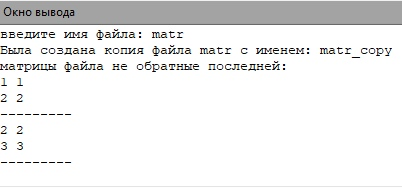 Окно вывода
введите имя файла: matr
Была создана копия файла matr с именем: matr_copy
матрицы файла не обратные последней:
1 1
2 2
---------
2 2
3 3
---------